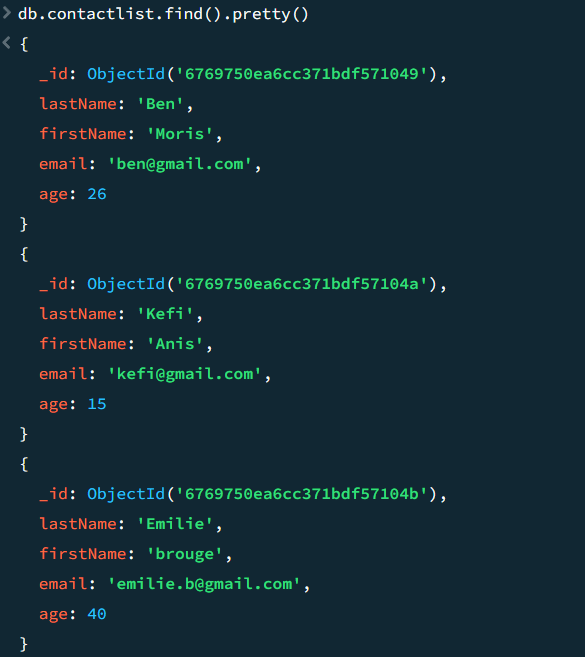 > db.contactlist.find().pretty()
< {
_id: ObjectId('6769750ea6cc371bdf571049'),
lastName: 'Ben',
firstName: 'Moris',
email: 'ben@gmail.com',
age: 26
}
{
_id: ObjectId('6769750ea6cc371bdf57104a'),
lastName: 'Kefi',
firstName: 'Anis',
email: 'kefi@gmail.com',
age: 15
}
{
_id: ObjectId('6769750ea6cc371bdf57104b'),
lastName: 'Emilie',
firstName: 'brouge',
email: 'emilie.b@gmail.com',
age: 40
}